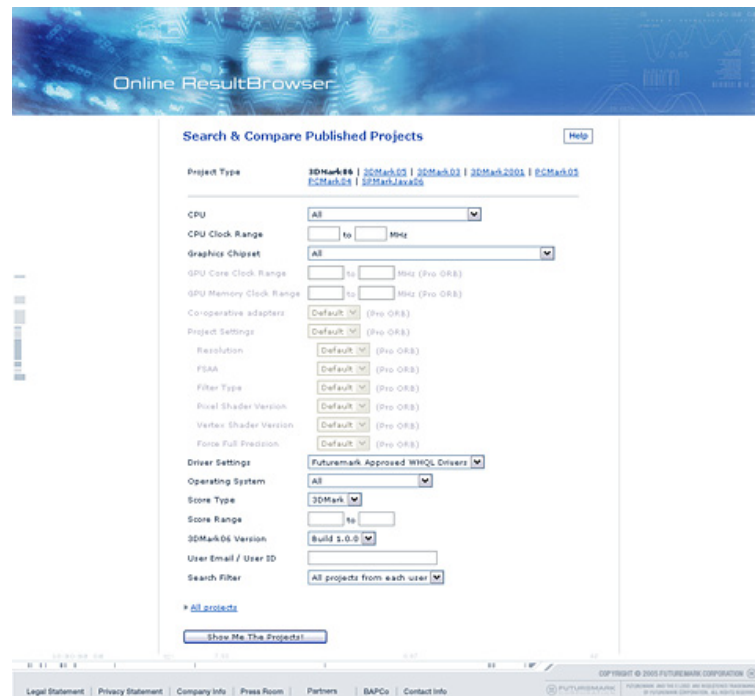 Online ResultBrowser
Search & Compare Published Projects
Help
Project Type 3DMark06 | 3DMark05 | 3DMark03 | 3DMark2001 | PCMark05
PCMark04 | SPMarkJava06
CPU All
CPU Clock Range to MHz
Graphics Chipset All
GPU Core Clock Range to MHz (Pro ORB)
GPU Memory Clock Range to MHz (Pro ORB)
Co-operative adapters Default (Pro ORB)
Project Settings Default (Pro ORB)
Resolution Default (Pro ORB)
FSAA Default (Pro ORB)
Filter Type Default (Pro ORB)
Pixel Shader Version Default (Pro ORB)
Vertex Shader Version Default (Pro ORB)
Force Full Precision Default (Pro ORB)
Driver Settings Futuremark Approved WHQL Drivers
Operating System All
Score Type 3DMark
Score Range to
3DMark06 Version Build 1.0.0
User Email / User ID
Search Filter All projects from each user
» All projects
Show Me The Projects!
COPYRIGHT © 2005 FUTUREMARK CORPORATION
Legal Statement | Privacy Statement | Company Info | Press Room | Partners | BAPCo | Contact Info
FUTUREMARK